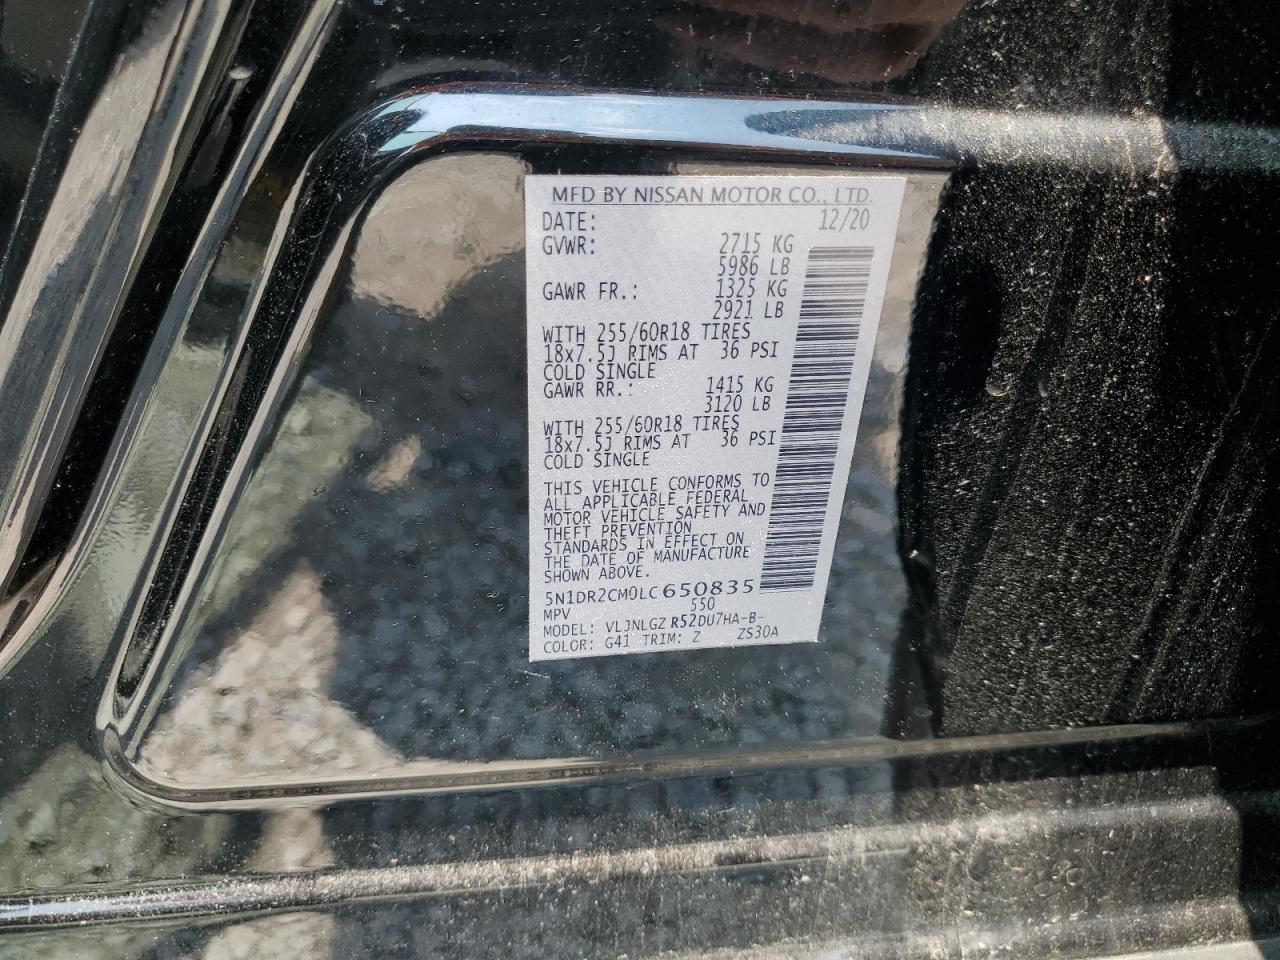 MFD BY NISSAN MOTOR CO., LTD.
DATE: 12/20
GVWR: 2715 KG
5986 LB
GAWR FR.: 1325 KG
2921 LB
WITH 255/60R18 TIRES
18x7.5J RIMS AT 36 PSI
COLD SINGLE
GAWR RR.: 1415 KG
3120 LB
WITH 255/60R18 TIRES
18x7.5J RIMS AT 36 PSI
COLD SINGLE
THIS VEHICLE CONFORMS TO
ALL APPLICABLE FEDERAL
MOTOR VEHICLE SAFETY AND
THEFT PREVENTION
STANDARDS IN EFFECT ON
THE DATE OF MANUFACTURE
SHOWN ABOVE.
5N1DR2CM0LC650835
MPV 550
MODEL: VLJNLGZ R52DU7HA-B-
COLOR: G41 TRIM: Z ZS30A